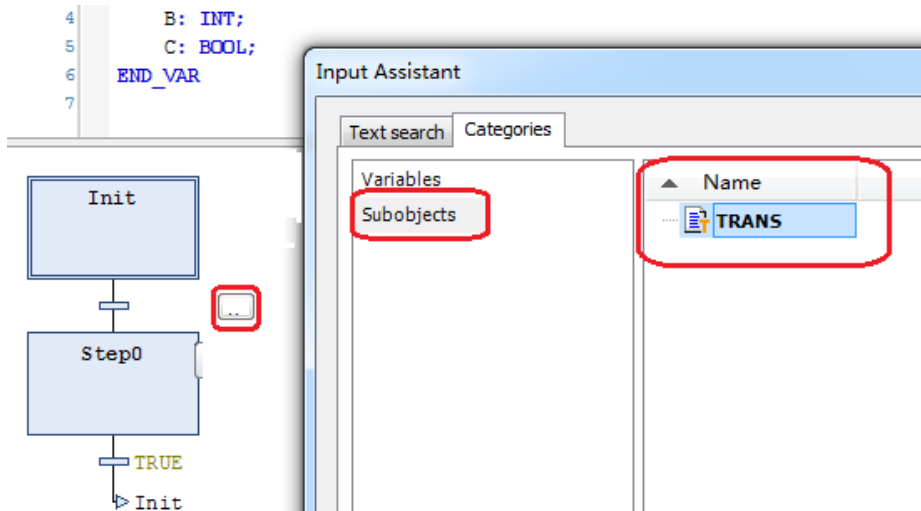 4 B: INT;
5 C: BOOL;
6 END_VAR
7
Input Assistant
Text search Categories
Variables
Subobjects
Name
TRANS
Init
..
Step0
TRUE
Init